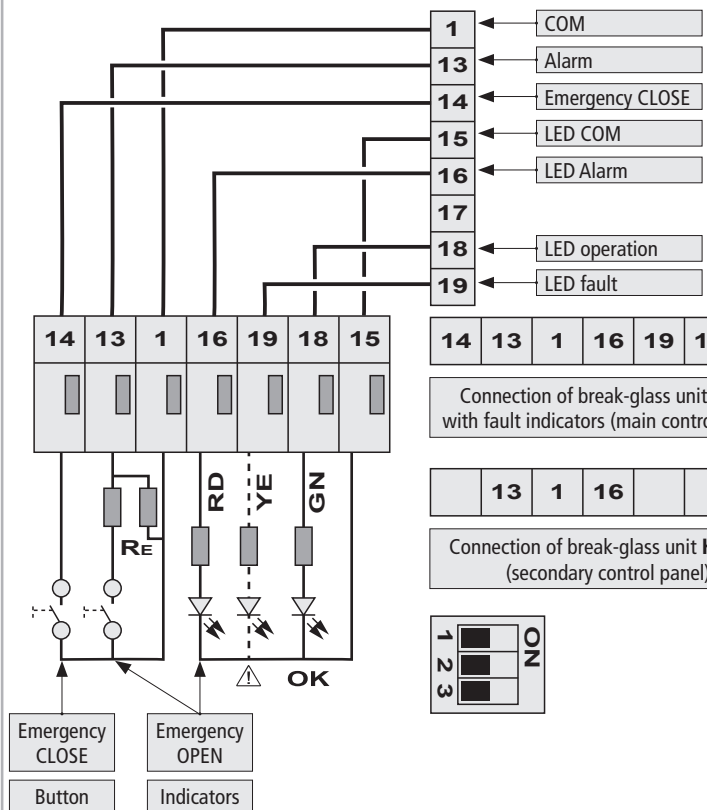 1
COM
13
Alarm
14
Emergency CLOSE
15
LED COM
16
LED Alarm
17
18
LED operation
19
LED fault
14 13 1 16 19 18 15
14 13 1 16 19
Connection of break-glass unit
with fault indicators (main
13 1 16
Connection of break-glass unit
(secondary control panel)
RD
YE
GN
RE
OK
1
2
3
ON
Emergency
CLOSE
Emergency
OPEN
Button
Indicators